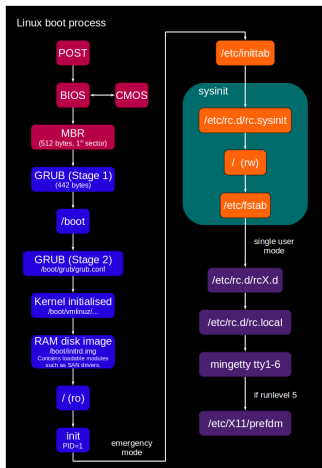 Linux boot process
POST
BIOS
CMOS
MBR
(512 bytes, 1st sector)
GRUB (Stage 1)
(442 bytes)
/boot
GRUB (Stage 2)
/boot/grub/grub.conf
Kernel initialised
/boot/vmlinuz/...
RAM disk image
/boot/initrd.img
Contains loadable modules
such as SAN drivers.
/ (ro)
init
PID=1
emergency
mode
/etc/inittab
sysinit
/etc/rc.d/rc.sysinit
/ (rw)
/etc/fstab
single user
mode
/etc/rc.d/rcX.d
/etc/rc.d/rc.local
mingetty tty1-6
if runlevel 5
/etc/X11/prefdm